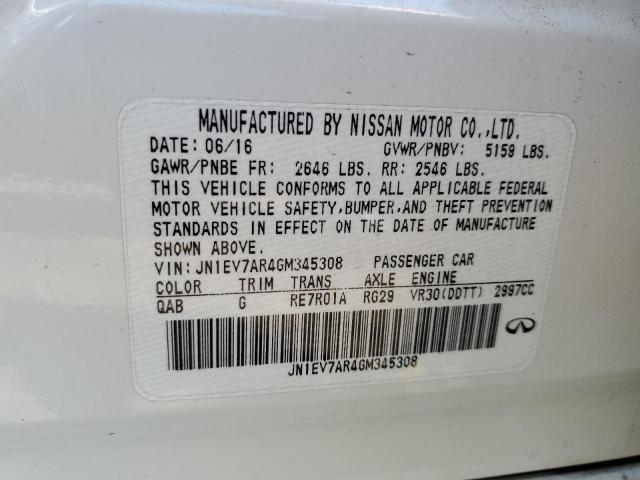 MANUFACTURED BY NISSAN MOTOR CO.,LTD.
DATE: 06/16 GVWR/PNBV: 5159 LBS.
GAWR/PNBE FR: 2646 LBS. RR: 2546 LBS.
THIS VEHICLE CONFORMS TO ALL APPLICABLE FEDERAL
MOTOR VEHICLE SAFETY,BUMPER,AND THEFT PREVENTION
STANDARDS IN EFFECT ON THE DATE OF MANUFACTURE
SHOWN ABOVE.
VIN: JN1EV7AR4GM345308 PASSENGER CAR
COLOR TRIM TRANS AXLE ENGINE
QAB G RE7R01A RG29 VR30(DDTT) 2997CC
JN1EV7AR4GM345308